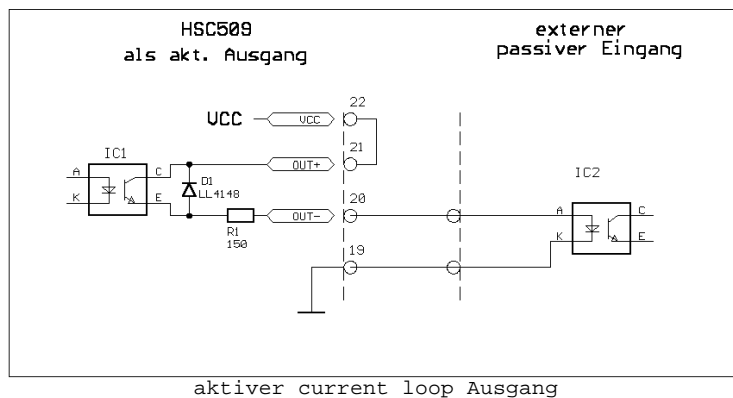 HSC509
als akt. Ausgang
externer
passiver Eingang
VCC
VCC
22
21
OUT+
IC1
A
C
K
E
D1
LL4148
R1
150
OUT-
20
19
IC2
A
C
K
E
aktiver current loop Ausgang